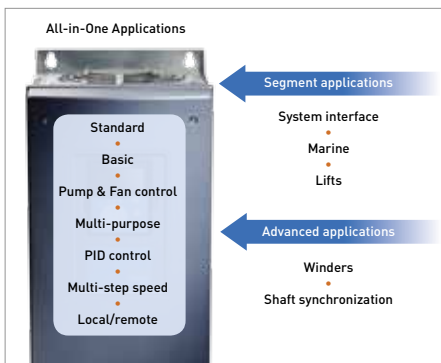 All-in-One Applications
Standard
Basic
Pump & Fan control
Multi-purpose
PID control
Multi-step speed
Local/remote
Segment applications
System interface
Marine
Lifts
Advanced applications
Winders
Shaft synchronization